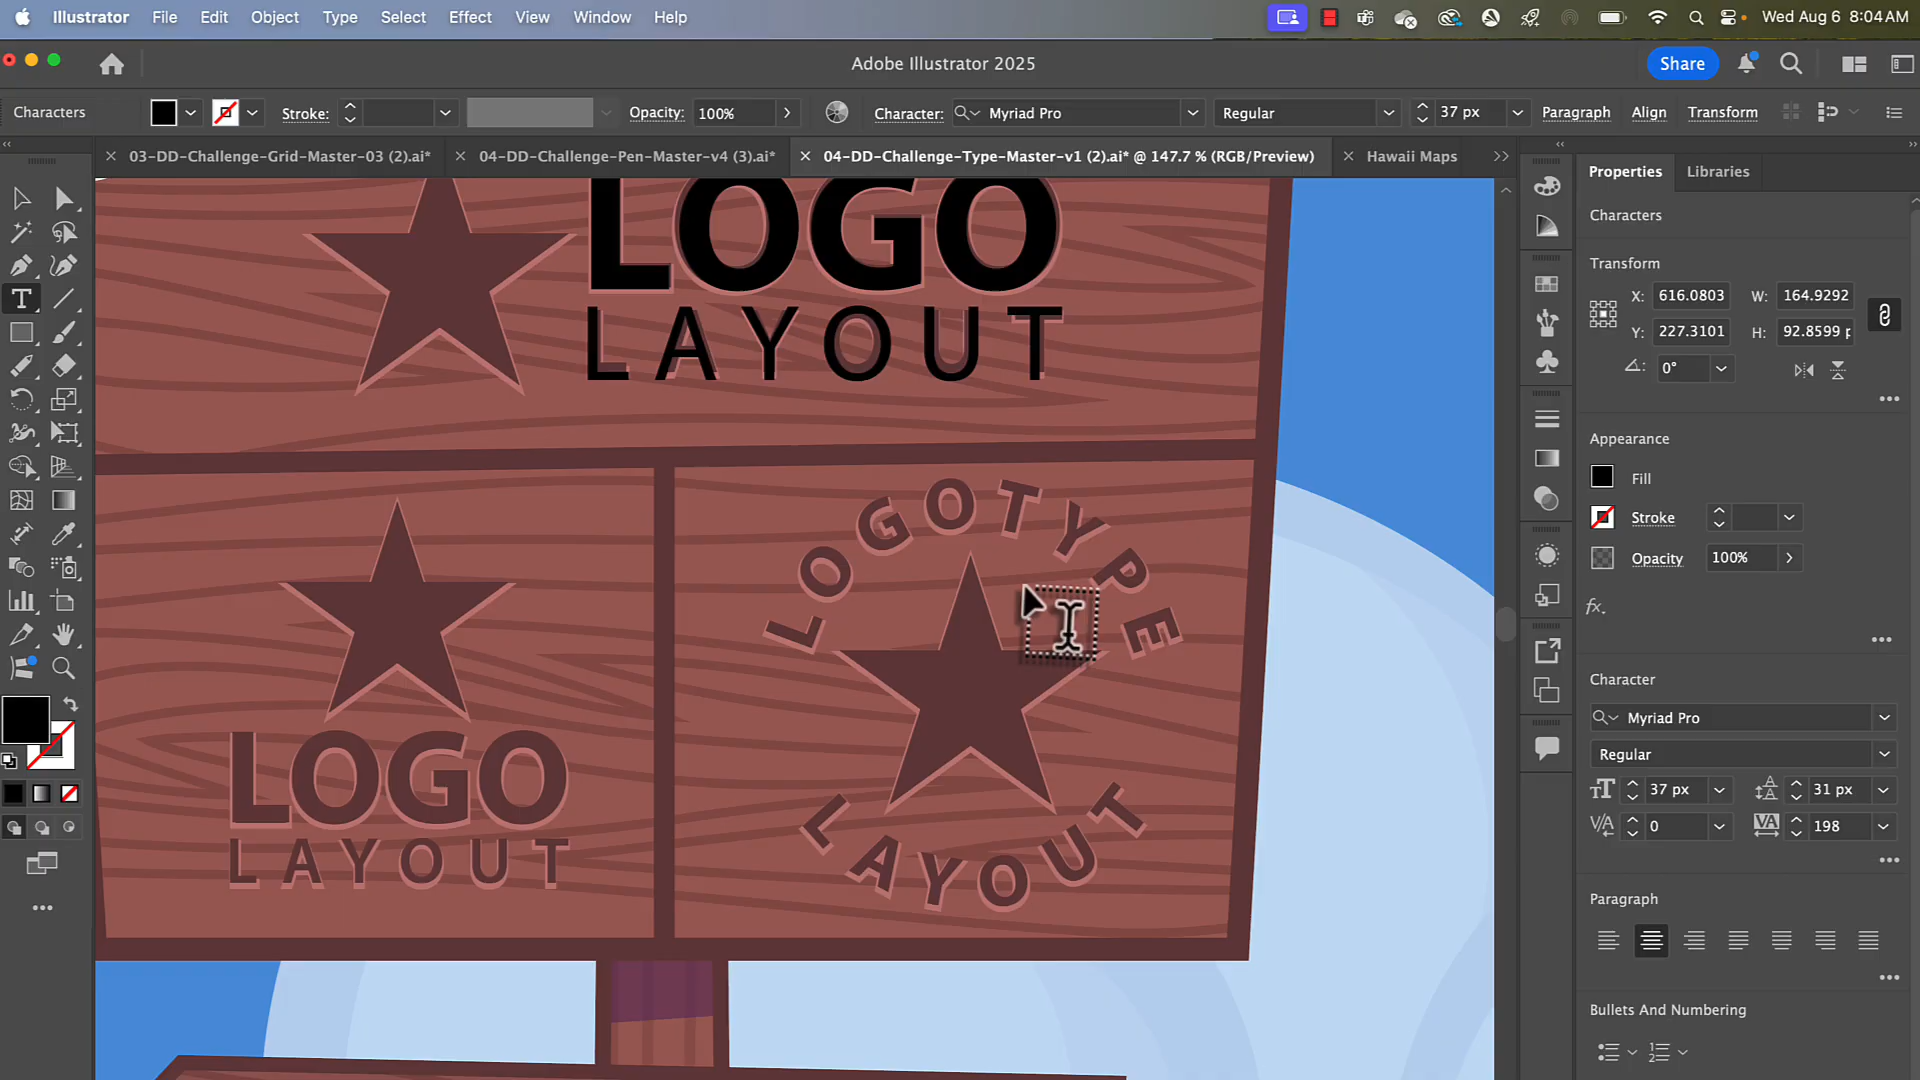 Illustrator File Edit Object Type Select Effect View Window Help Wed Aug 6 8:04 AM
Adobe Illustrator 2025 Share
Characters Stroke: Opacity: 100% Character: Myriad Pro Regular 37 px Paragraph Align Transform
03-DD-Challenge-Grid-Master-03 (2).ai* 04-DD-Challenge-Pen-Master-v4 (3).ai* 04-DD-Challenge-Type-Master-v1 (2).ai* @ 147.7 % (RGB/Preview) Hawaii Maps
LOGO
LAYOUT
LOGO
LAYOUT
LOGOTYPE
LAYOUT
Properties Libraries
Characters
Transform
X: 616.0803 W: 164.9292
Y: 227.3101 H: 92.8599 p
0°
Appearance
Fill
Stroke
Opacity 100%
fx.
Character
Myriad Pro
Regular
37 px 31 px
0 198
Paragraph
Bullets And Numbering